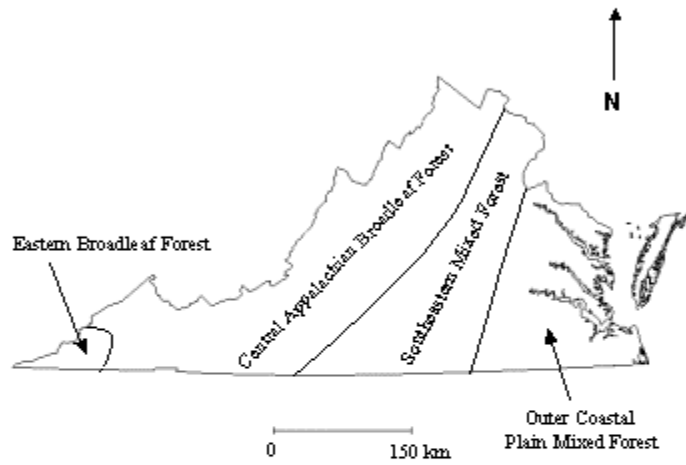 N
Central Appalachian Broadleaf Forest
Southeastern Mixed Forest
Eastern Broadleaf Forest
Outer Coastal
Plain Mixed Forest
0 150 km